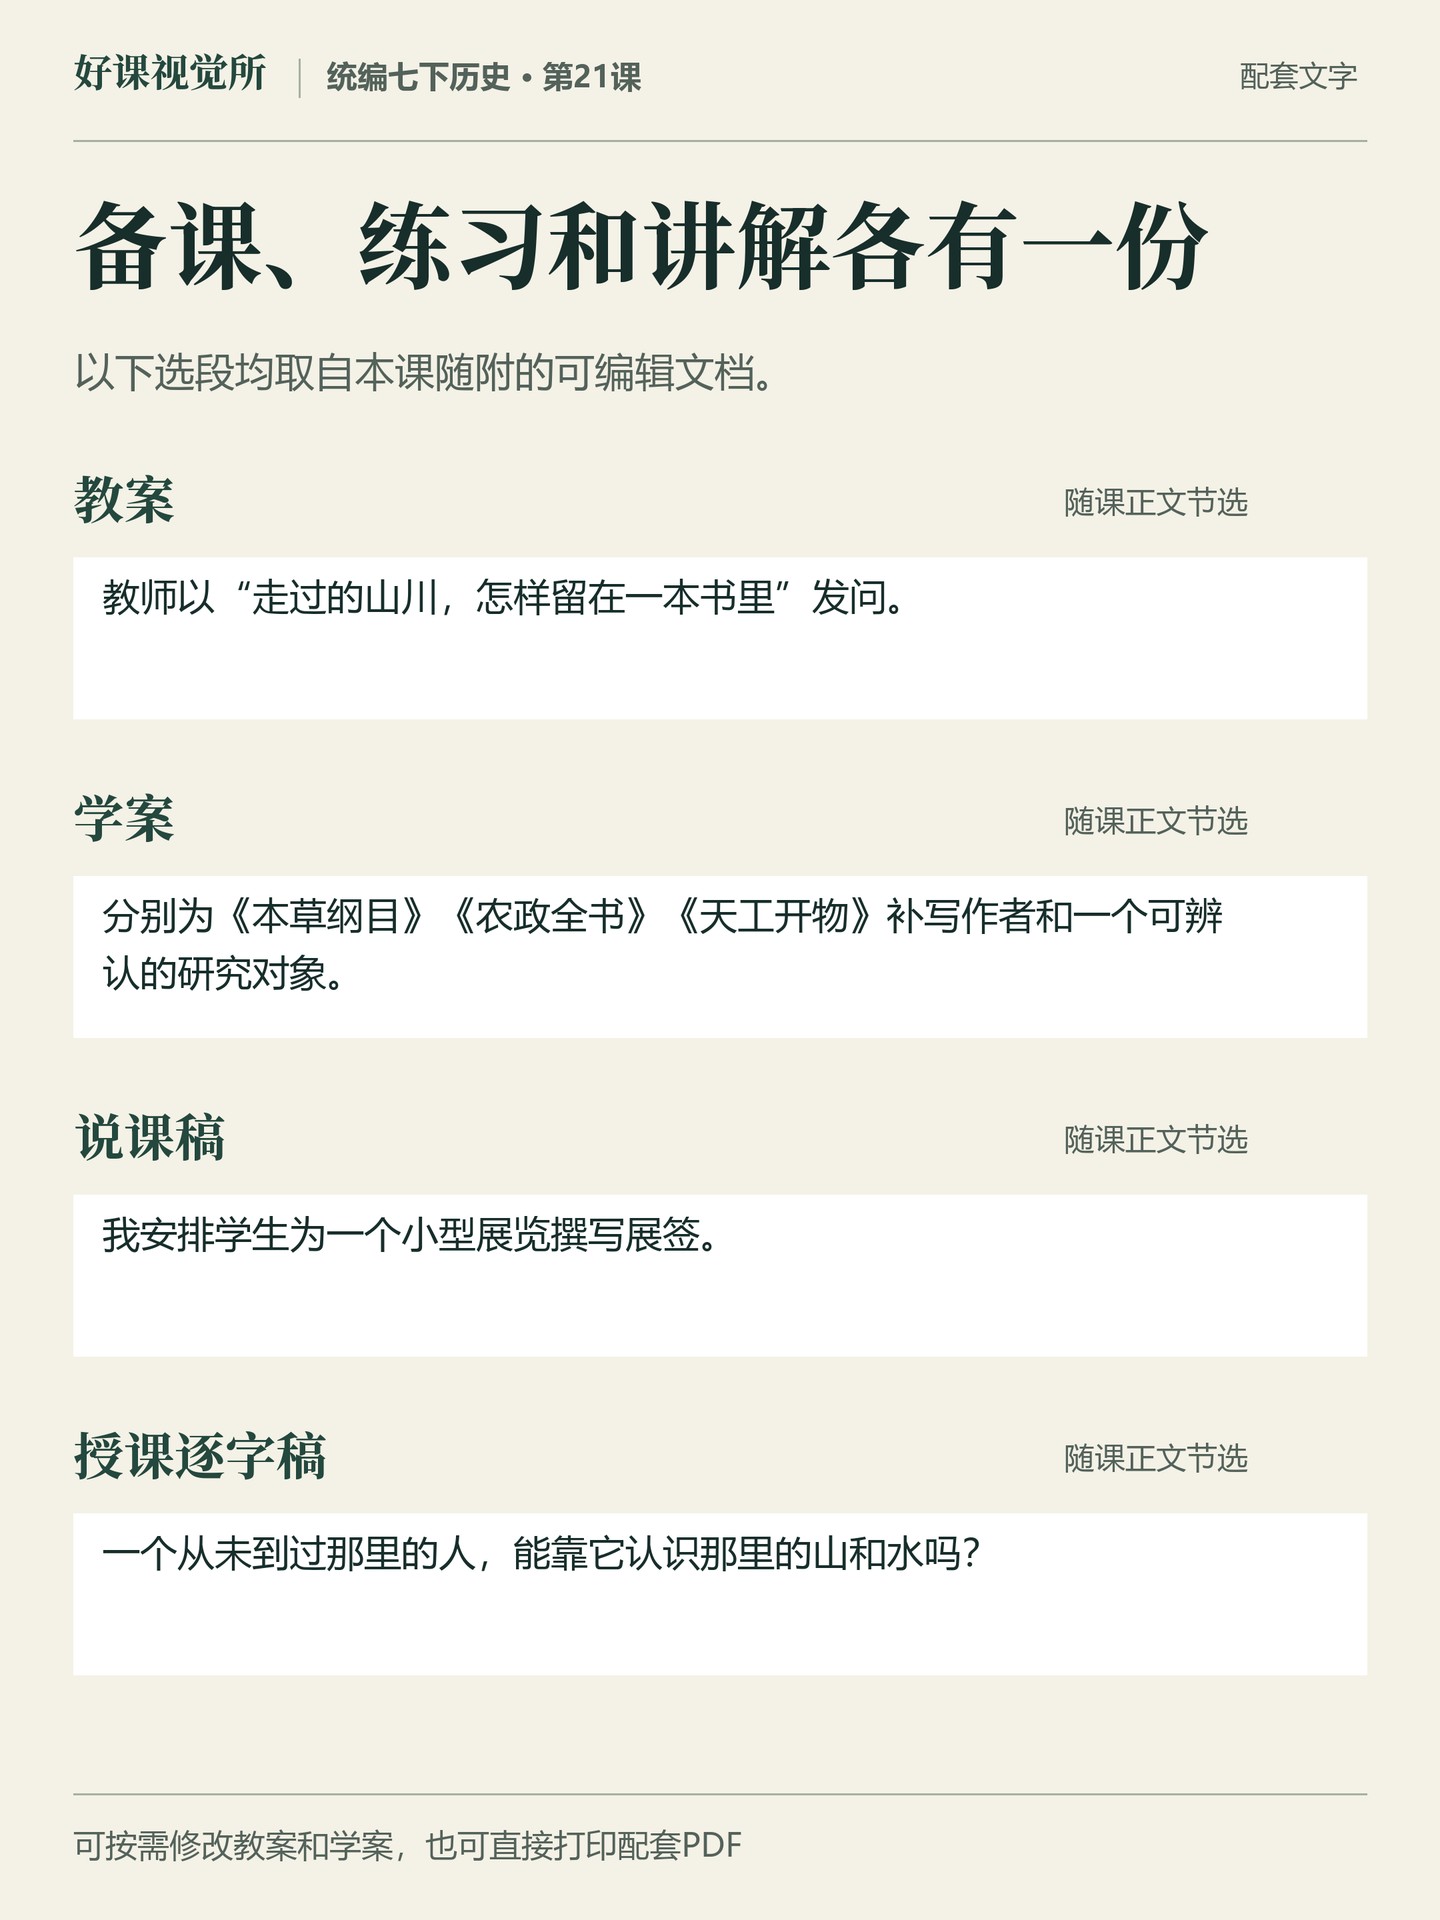 好课视觉所 统编七下历史·第21课 配套文字
备课、练习和讲解各有一份
以下选段均取自本课随附的可编辑文档。
教案 随课正文节选
教师以“走过的山川，怎样留在一本书里”发问。
学案 随课正文节选
分别为《本草纲目》《农政全书》《天工开物》补写作者和一个可辨
认的研究对象。
说课稿 随课正文节选
我安排学生为一个小型展览撰写展签。
授课逐字稿 随课正文节选
一个从未到过那里的人，能靠它认识那里的山和水吗？
可按需修改教案和学案，也可直接打印配套PDF